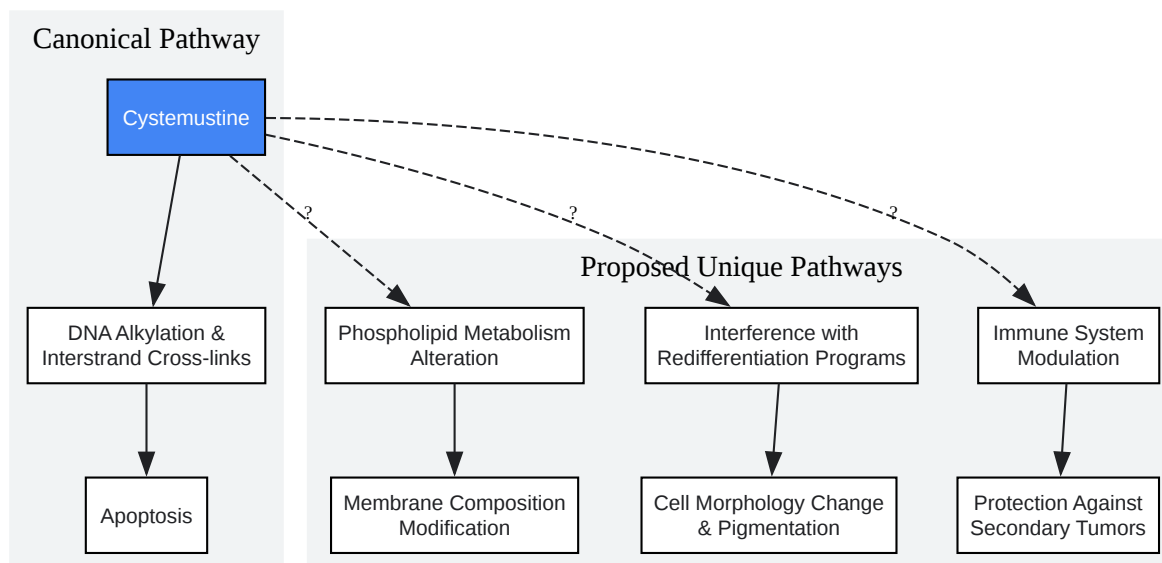 Canonical Pathway
Cystemustine
?
?
?
Proposed Unique Pathways
DNA Alkylation &
Interstrand Cross-links
Phospholipid Metabolism
Alteration
Interference with
Redifferentiation Programs
Immune System
Modulation
Apoptosis
Membrane Composition
Modification
Cell Morphology Change
& Pigmentation
Protection Against
Secondary Tumors